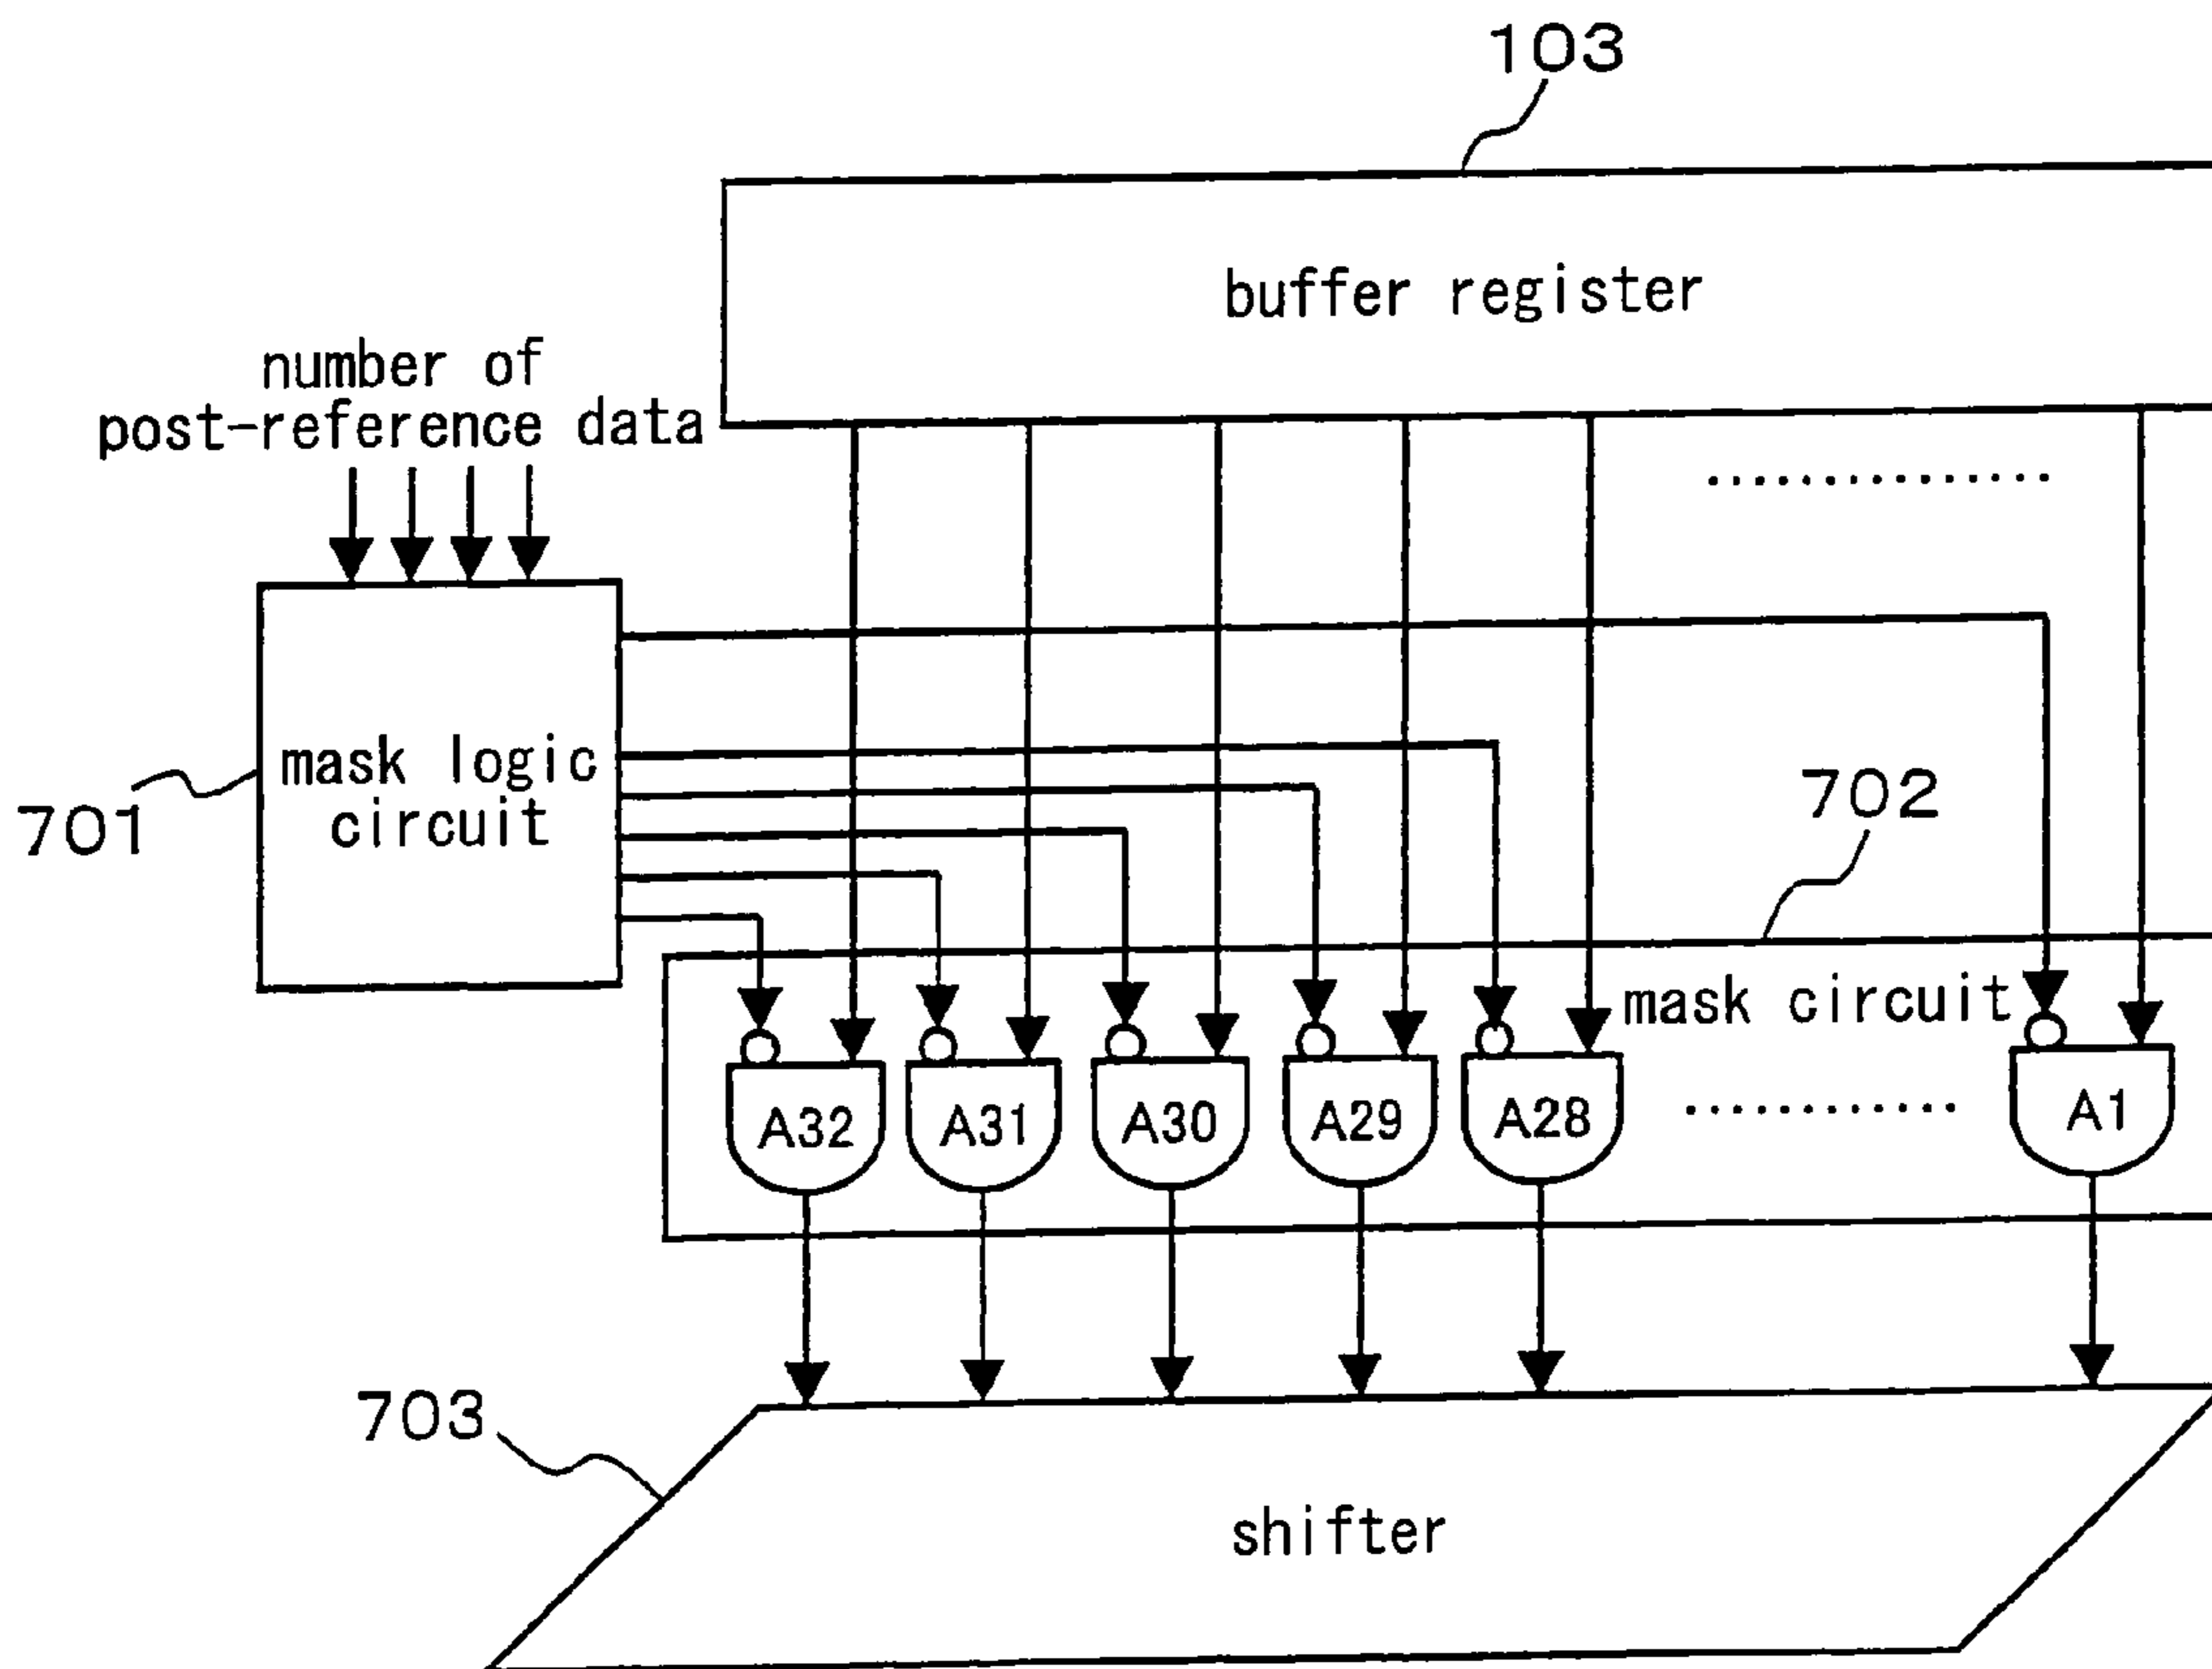 103
buffer register
number of
post-reference data
mask logic
circuit
701
702
mask circuit
A32
A31
A30
A29
A28
A1
703
shifter